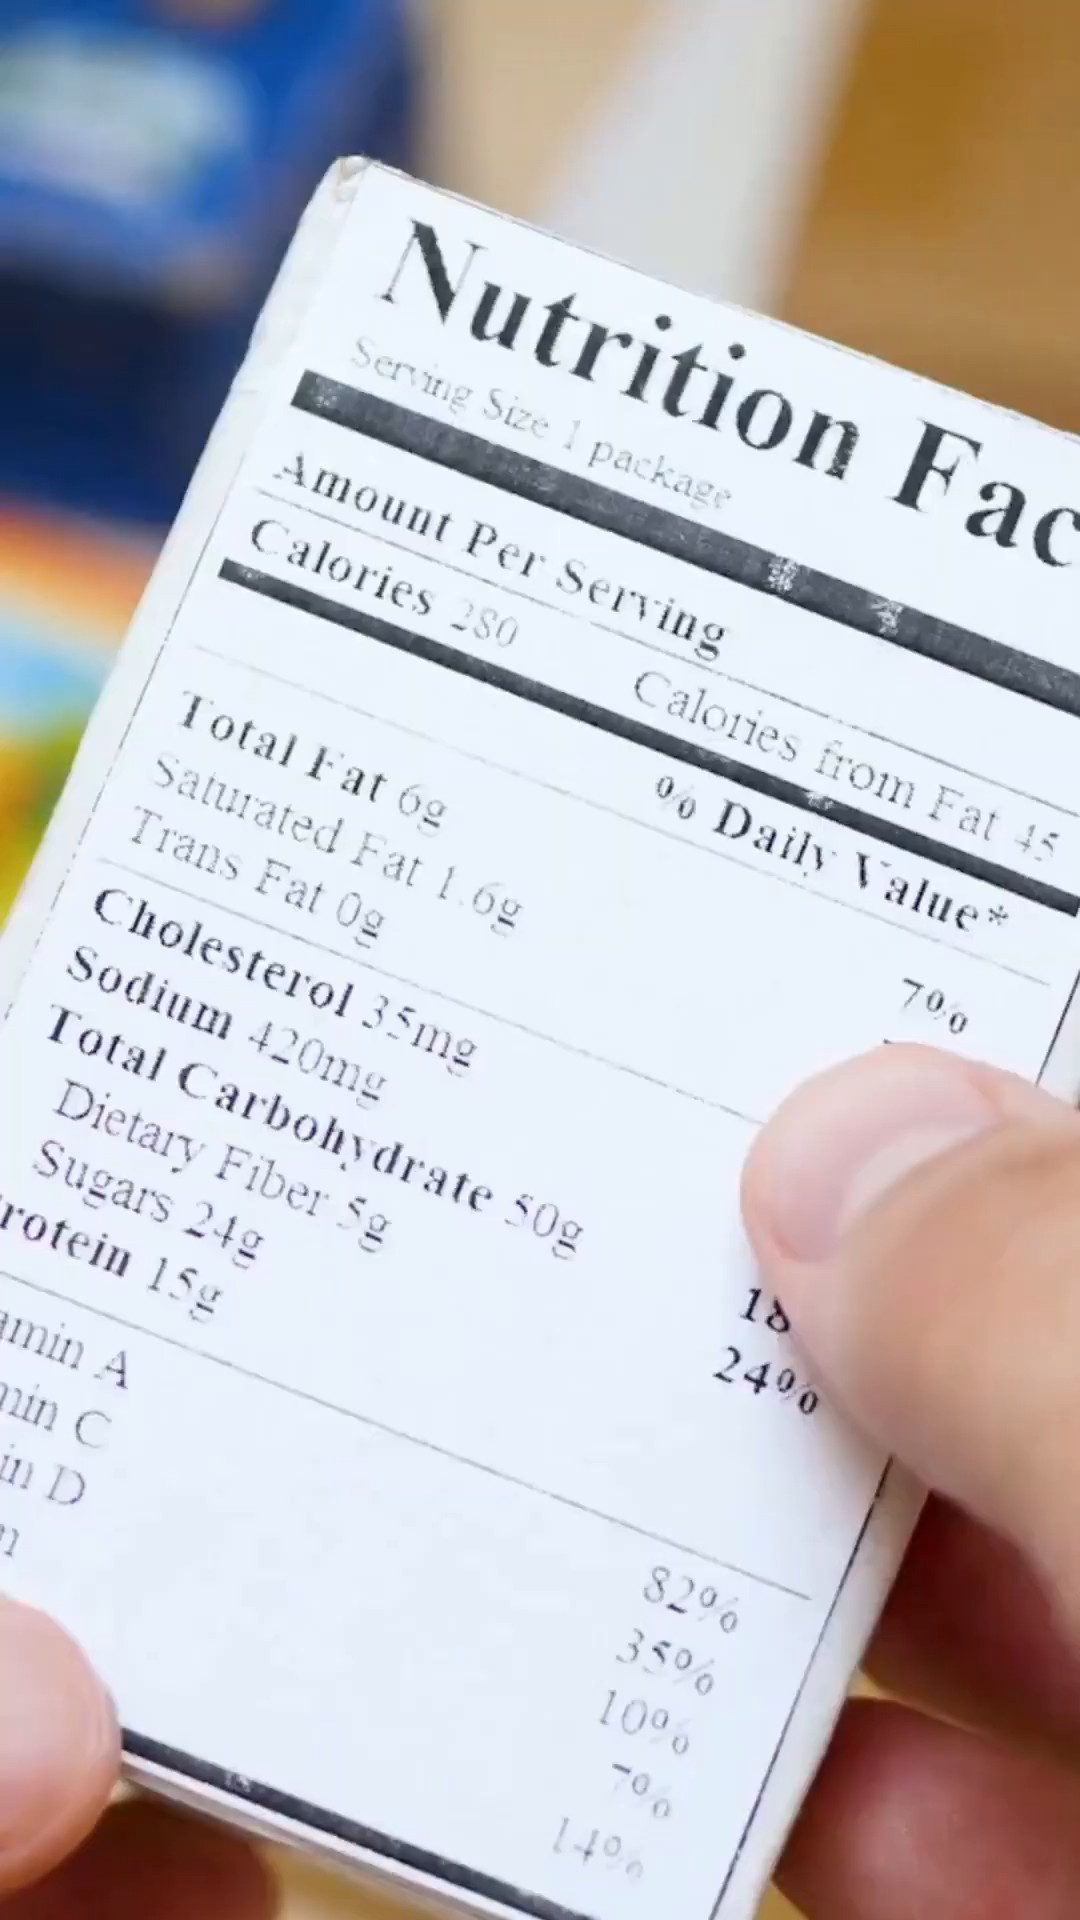 Nutrition Fac
Serving Size 1 package
Amount Per Serving
Calories 280
Calories from Fat 45
% Daily Value*
Total Fat 6g
7%
Saturated Fat 1.6g
Trans Fat 0g
Cholesterol 35mg
Sodium 420mg
Total Carbohydrate 50g
18
Dietary Fiber 5g
24%
Sugars 24g
rotein 15g
amin A
82%
min C
35%
in D
10%
7%
14%